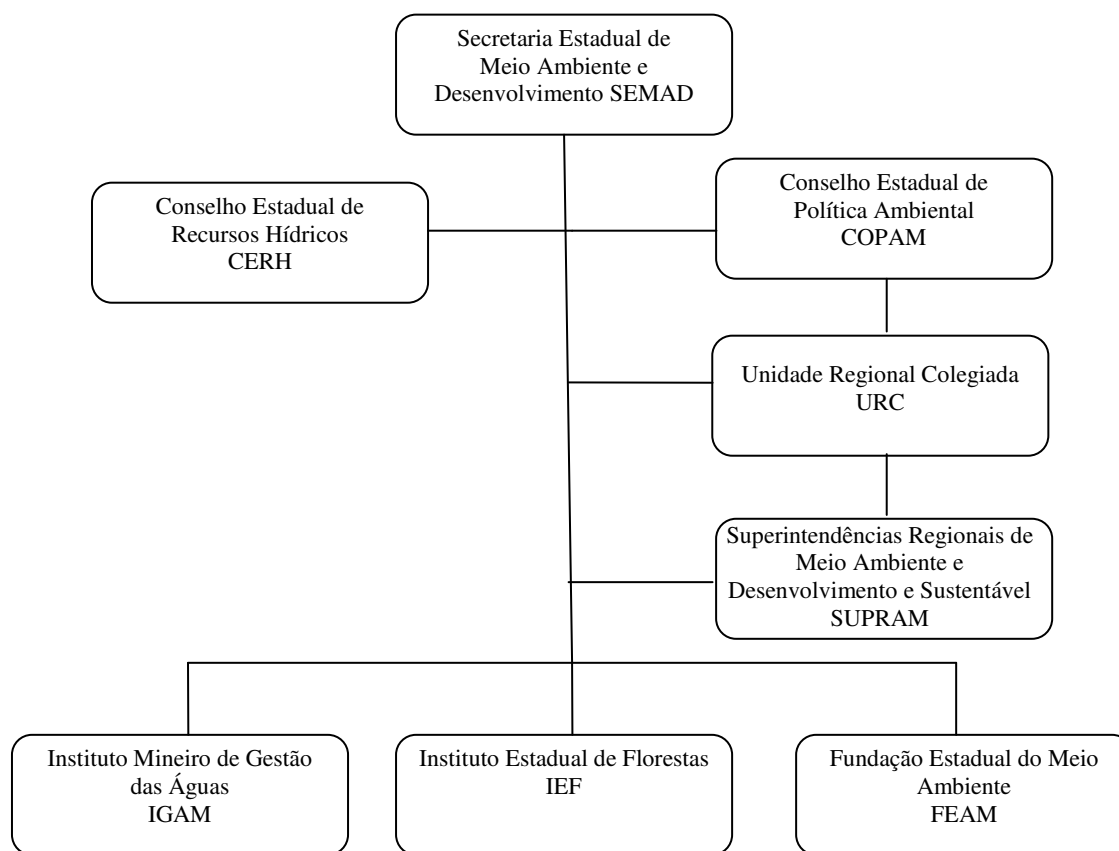 Secretaria Estadual de
Meio Ambiente e
Desenvolvimento SEMAD
Conselho Estadual de
Recursos Hídricos
CERH
Conselho Estadual de
Política Ambiental
COPAM
Unidade Regional Colegiada
URC
Superintendências Regionais de
Meio Ambiente e
Desenvolvimento e Sustentável
SUPRAM
Instituto Mineiro de Gestão
das Águas
IGAM
Instituto Estadual de Florestas
IEF
Fundação Estadual do Meio
Ambiente
FEAM